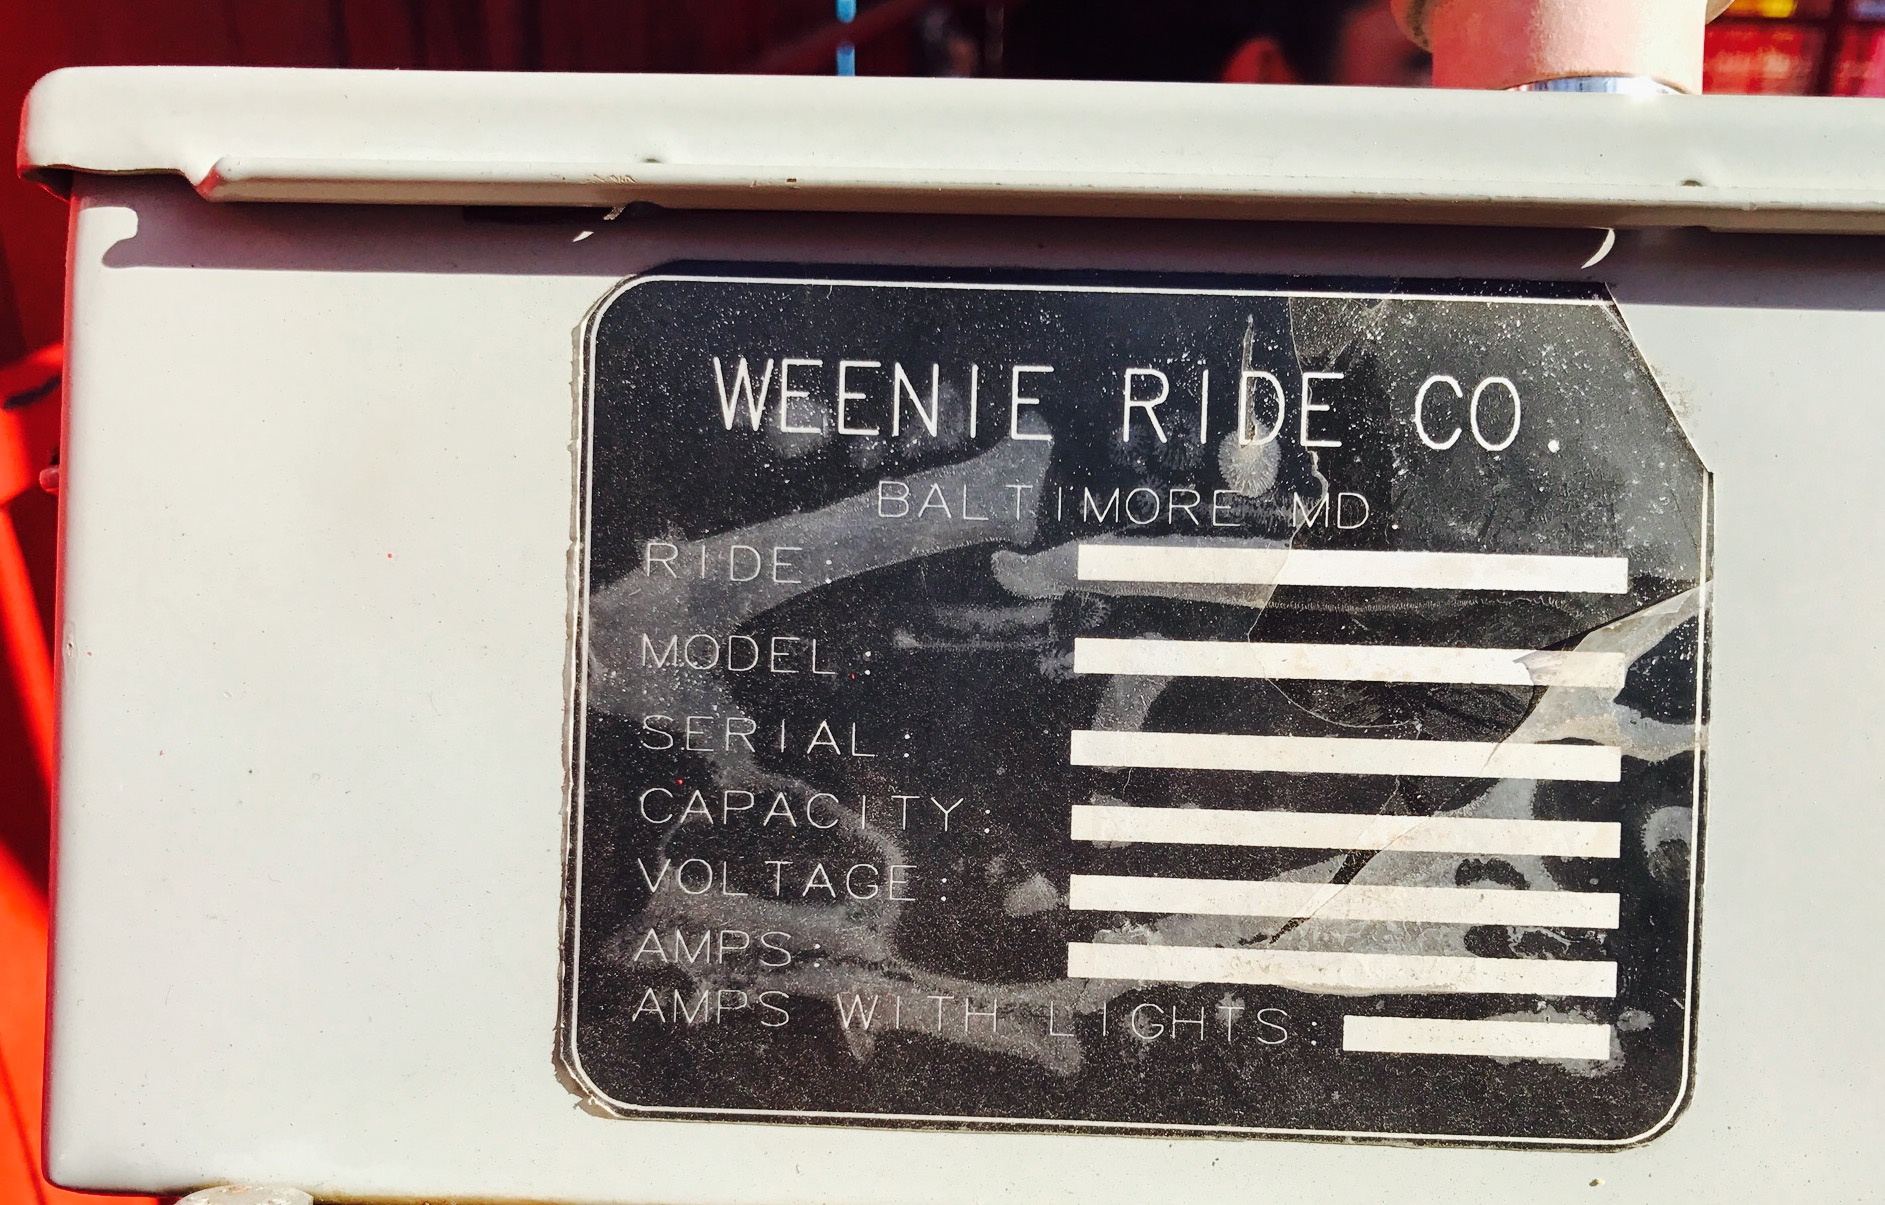 WEENIE RIDE CO.
BALTIMORE MD.
RIDE:
MODEL:
SERIAL:
CAPACITY:
VOLTAGE:
AMPS:
AMPS WITH LIGHTS: